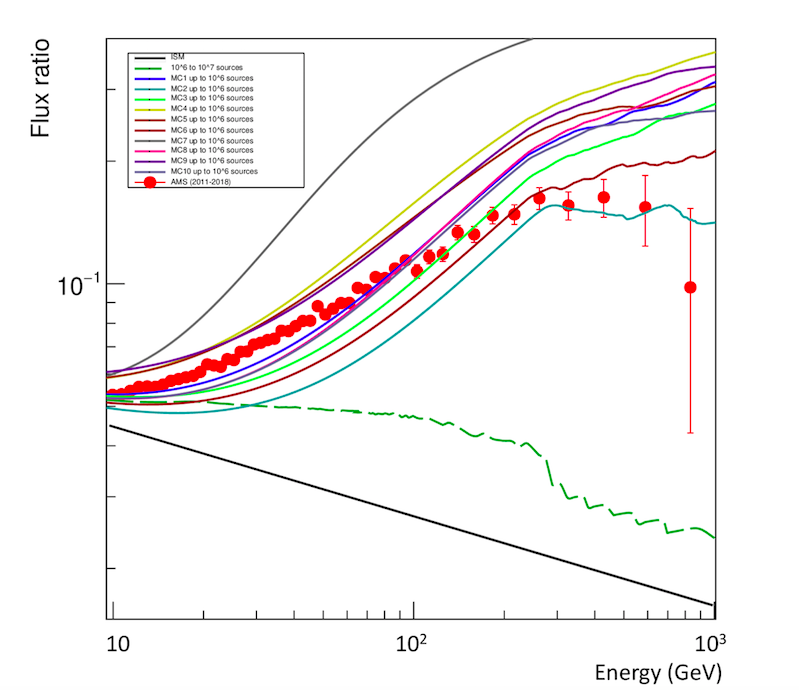 Flux ratio
ISM
10^6 to 10^7 sources
MC1 up to 10^6 sources
MC2 up to 10^6 sources
MC3 up to 10^6 sources
MC4 up to 10^6 sources
MC5 up to 10^6 sources
MC6 up to 10^6 sources
MC7 up to 10^6 sources
MC8 up to 10^6 sources
MC9 up to 10^6 sources
MC10 up to 10^6 sources
AMS (2011-2018)
10⁻¹
10 10² 10³
Energy (GeV)